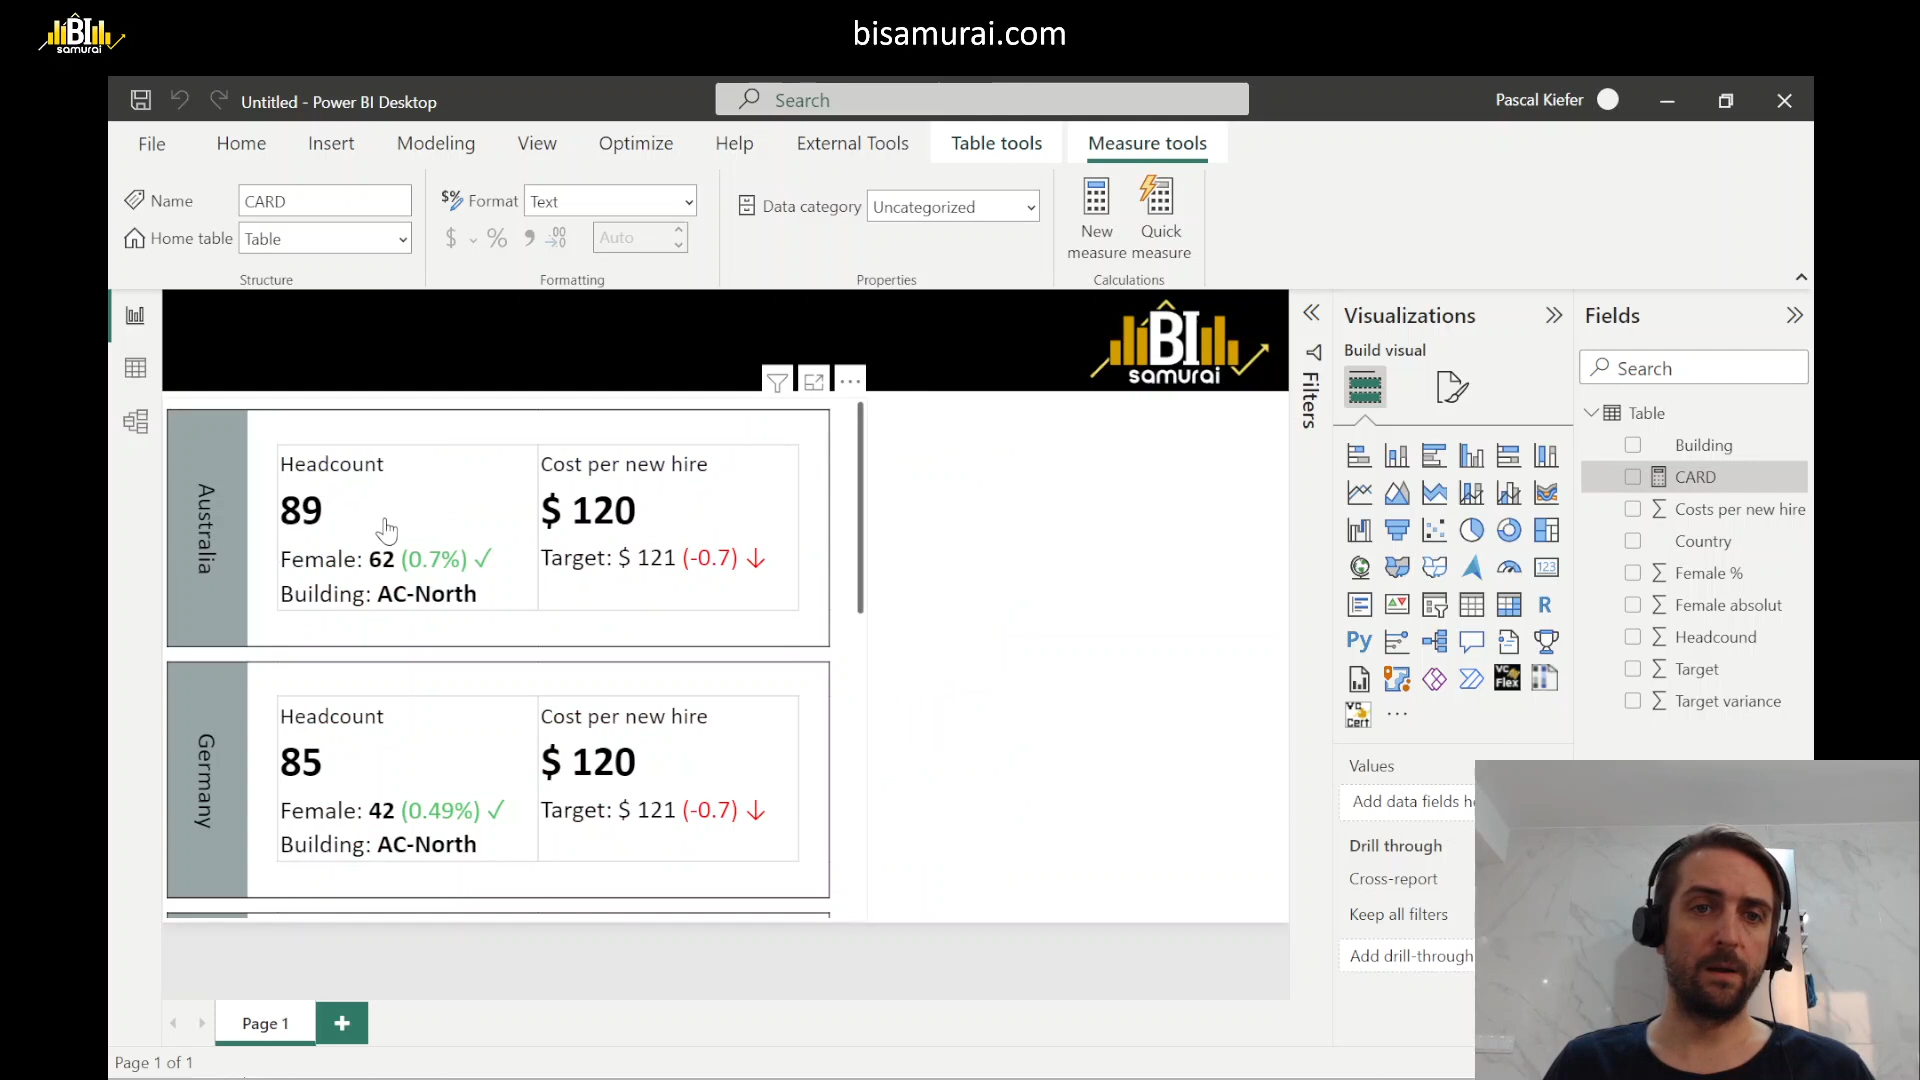 BI
samurai
bisamurai.com
Untitled - Power BI Desktop
Search
Pascal Kiefer
File
Home
Insert
Modeling
View
Optimize
Help
External Tools
Table tools
Measure tools
Name
CARD
Home table
Table
Structure
Format
Text
$ % 
Auto
Formatting
Data category
Uncategorized
Properties
New
measure
Quick
measure
Calculations
BI
samurai
Australia
Headcount
89
Female: 62 (0.7%) ✓
Building: AC-North
Cost per new hire
$ 120
Target: $ 121 (-0.7) ↓
Germany
Headcount
85
Female: 42 (0.49%) ✓
Building: AC-North
Cost per new hire
$ 120
Target: $ 121 (-0.7) ↓
Filters
Visualizations
Build visual
123
R
Py
VC
Flex
VC
Cert
Values
Add data fields he
Drill through
Cross-report
Keep all filters
Add drill-through
Fields
Search
Table
Building
CARD
Costs per new hire
Country
Female %
Female absolut
Headcound
Target
Target variance
Page 1
Page 1 of 1